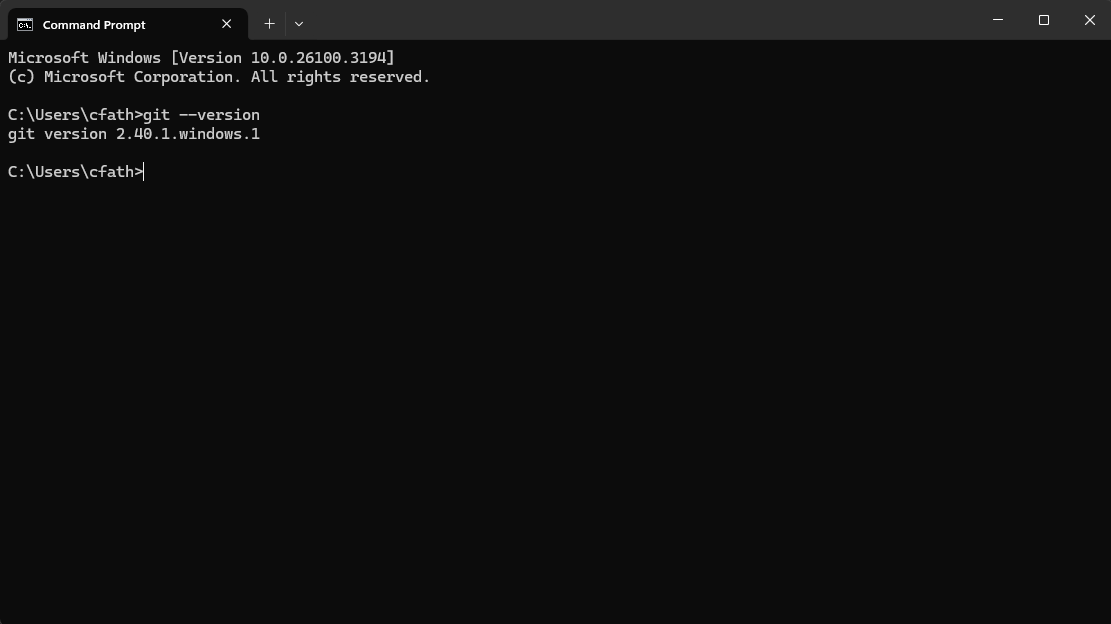 Command Prompt
Microsoft Windows [Version 10.0.26100.3194]
(c) Microsoft Corporation. All rights reserved.
C:\Users\cfath>git --version
git version 2.40.1.windows.1
C:\Users\cfath>